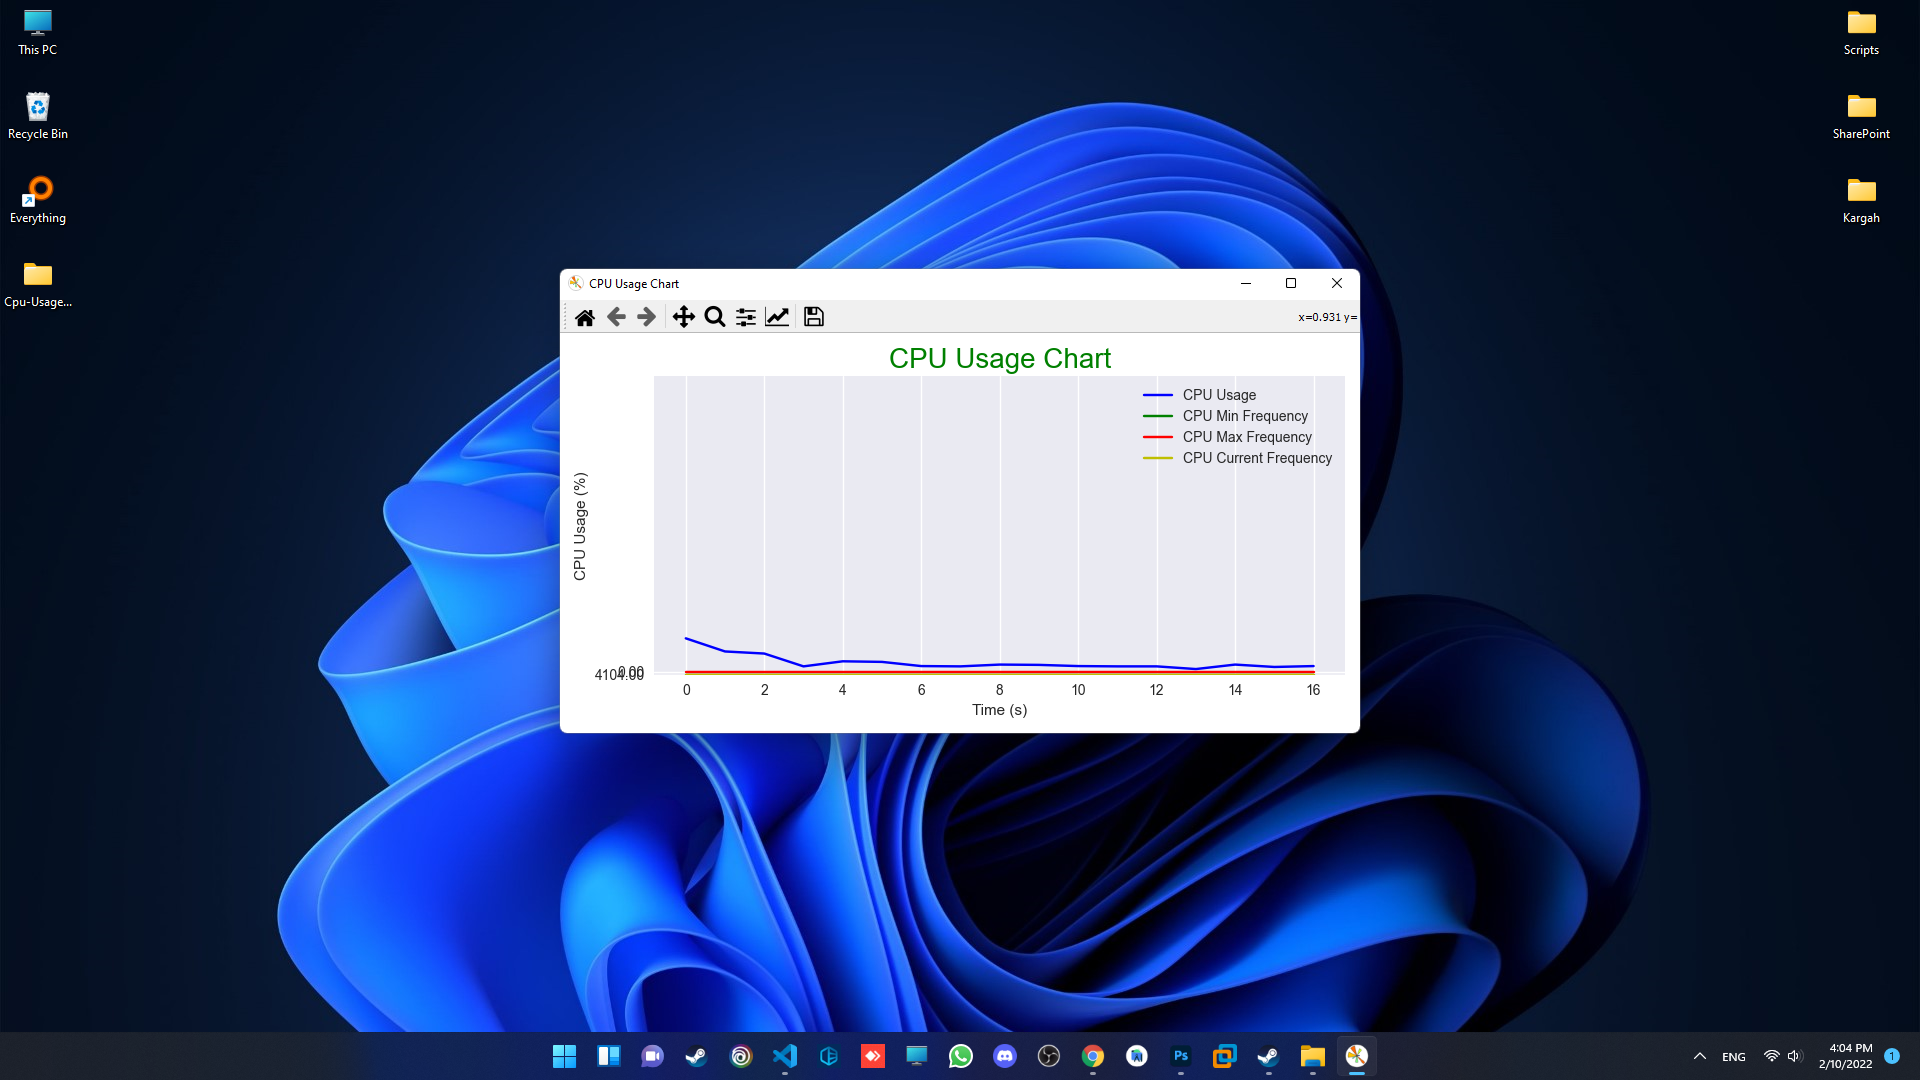 This PC
Recycle Bin
Everything
Cpu-Usage...
Scripts
SharePoint
Kargah
CPU Usage Chart
x=0.931 y=
CPU Usage Chart
CPU Usage
CPU Min Frequency
CPU Max Frequency
CPU Current Frequency
CPU Usage (%)
0.00
4104.00
0 2 4 6 8 10 12 14 16
Time (s)
Ps
ENG
4:04 PM
2/10/2022
1